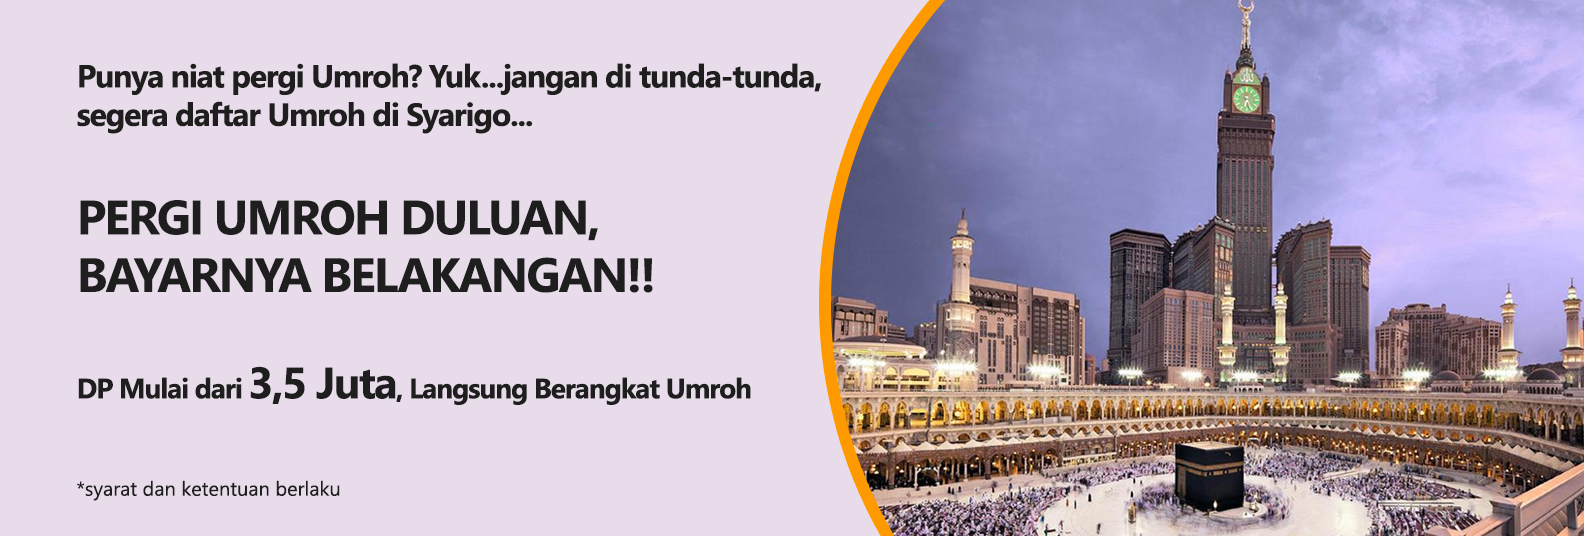 Punya niat pergi Umroh? Yuk...jangan di tunda-tunda,
segera daftar Umroh di Syarigo...
PERGI UMROH DULUAN,
BAYARNYA BELAKANGAN!!
DP Mulai dari 3,5 Juta, Langsung Berangkat Umroh
*syarat dan ketentuan berlaku